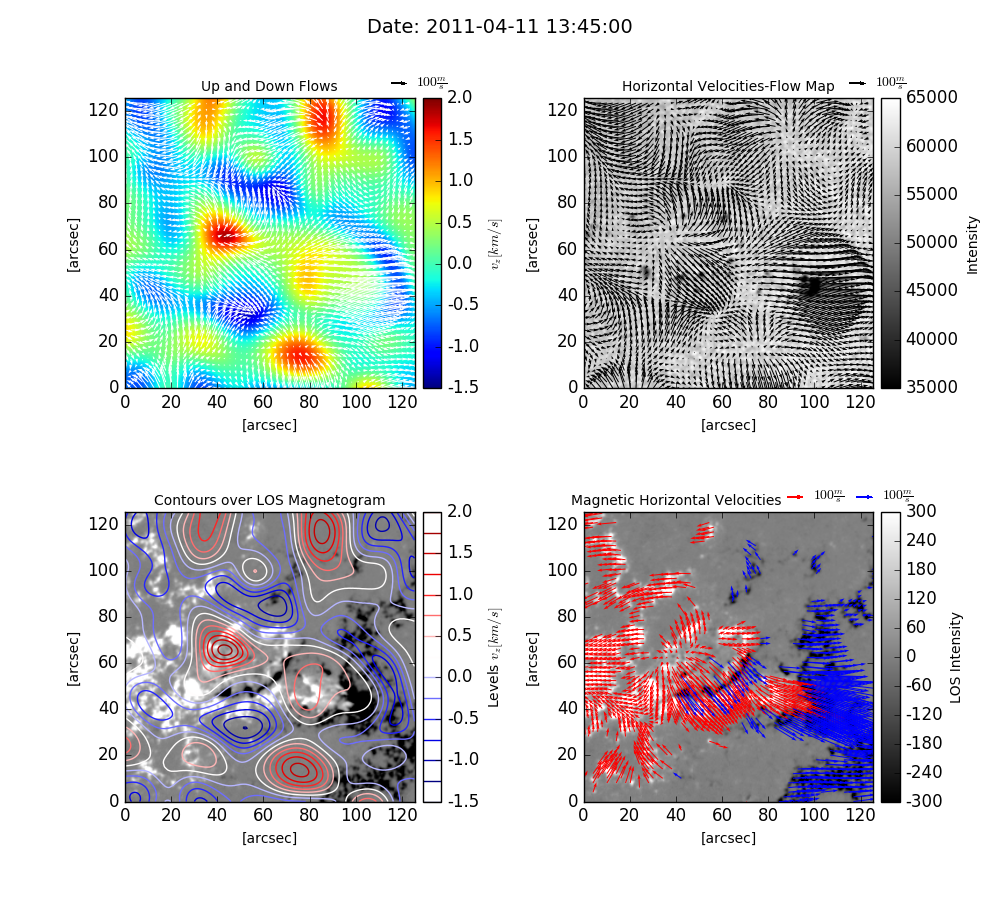 Date: 2011-04-11 13:45:00
Up and Down Flows
100 m/s
120
100
80
60
40
20
0
[arcsec]
0 20 40 60 80 100 120
[arcsec]
2.0
1.5
1.0
0.5
0.0
-0.5
-1.0
-1.5
v_z[km/s]
Horizontal Velocities-Flow Map
100 m/s
120
100
80
60
40
20
0
[arcsec]
0 20 40 60 80 100 120
[arcsec]
65000
60000
55000
50000
45000
40000
35000
Intensity
Contours over LOS Magnetogram
120
100
80
60
40
20
0
[arcsec]
0 20 40 60 80 100 120
[arcsec]
2.0
1.5
1.0
0.5
0.0
-0.5
-1.0
-1.5
Levels v_z[km/s]
Magnetic Horizontal Velocities
100 m/s 100 m/s
120
100
80
60
40
20
0
[arcsec]
0 20 40 60 80 100 120
[arcsec]
300
240
180
120
60
0
-60
-120
-180
-240
-300
LOS Intensity